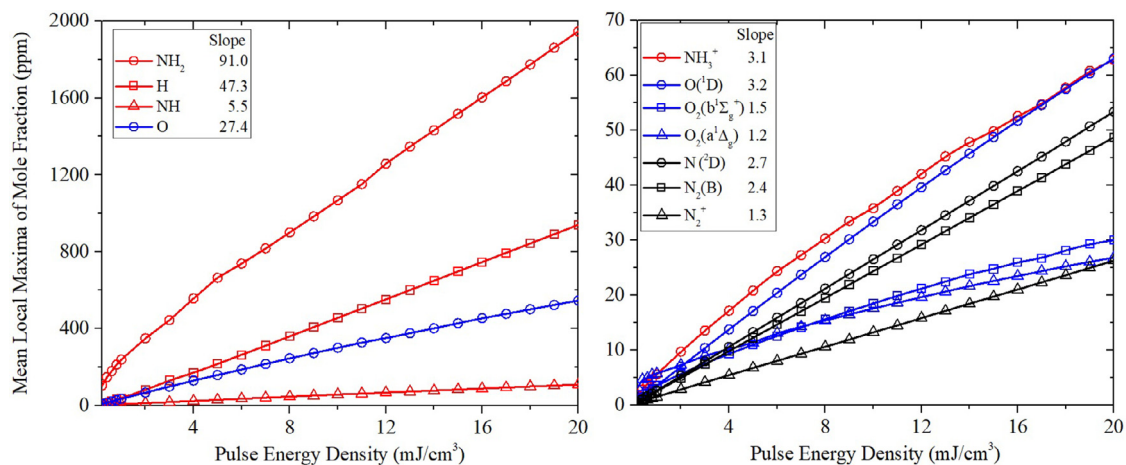 Mean Local Maxima of Mole Fraction (ppm)
2000
1600
1200
800
400
0
Slope
NH₂ 91.0
H 47.3
NH 5.5
O 27.4
4 8 12 16 20
Pulse Energy Density (mJ/cm³)
70
60
50
40
30
20
10
0
Slope
NH₃⁺ 3.1
O(¹D) 3.2
O₂(b¹Σg⁺) 1.5
O₂(a¹Δg) 1.2
N(²D) 2.7
N₂(B) 2.4
N₂⁺ 1.3
4 8 12 16 20
Pulse Energy Density (mJ/cm³)